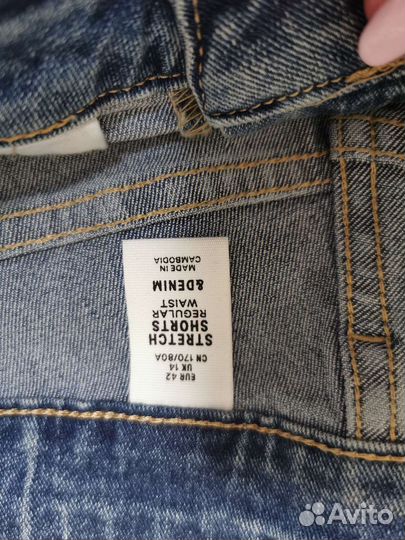 EUR 42
UK 14
CN 170/80A
STRETCH
SHORTS
REGULAR
WAIST
&DENIM
MADE IN
CAMBODIA
Avito